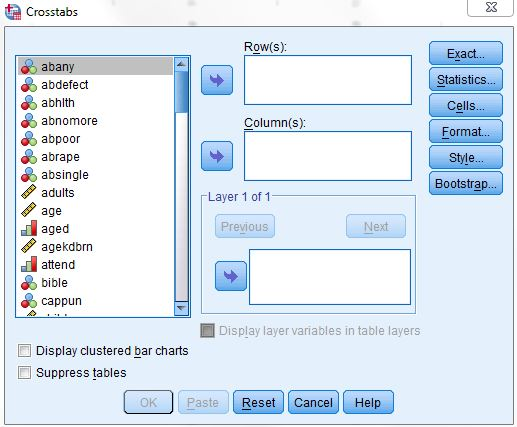 Crosstabs
abany
abdefect
abhlth
abnomore
abpoor
abrape
absingle
adults
age
aged
agekdbrn
attend
bible
cappun
Row(s):
Column(s):
Layer 1 of 1
Previous
Next
Display layer variables in table layers
Exact...
Statistics...
Cells...
Format...
Style...
Bootstrap...
Display clustered bar charts
Suppress tables
OK
Paste
Reset
Cancel
Help